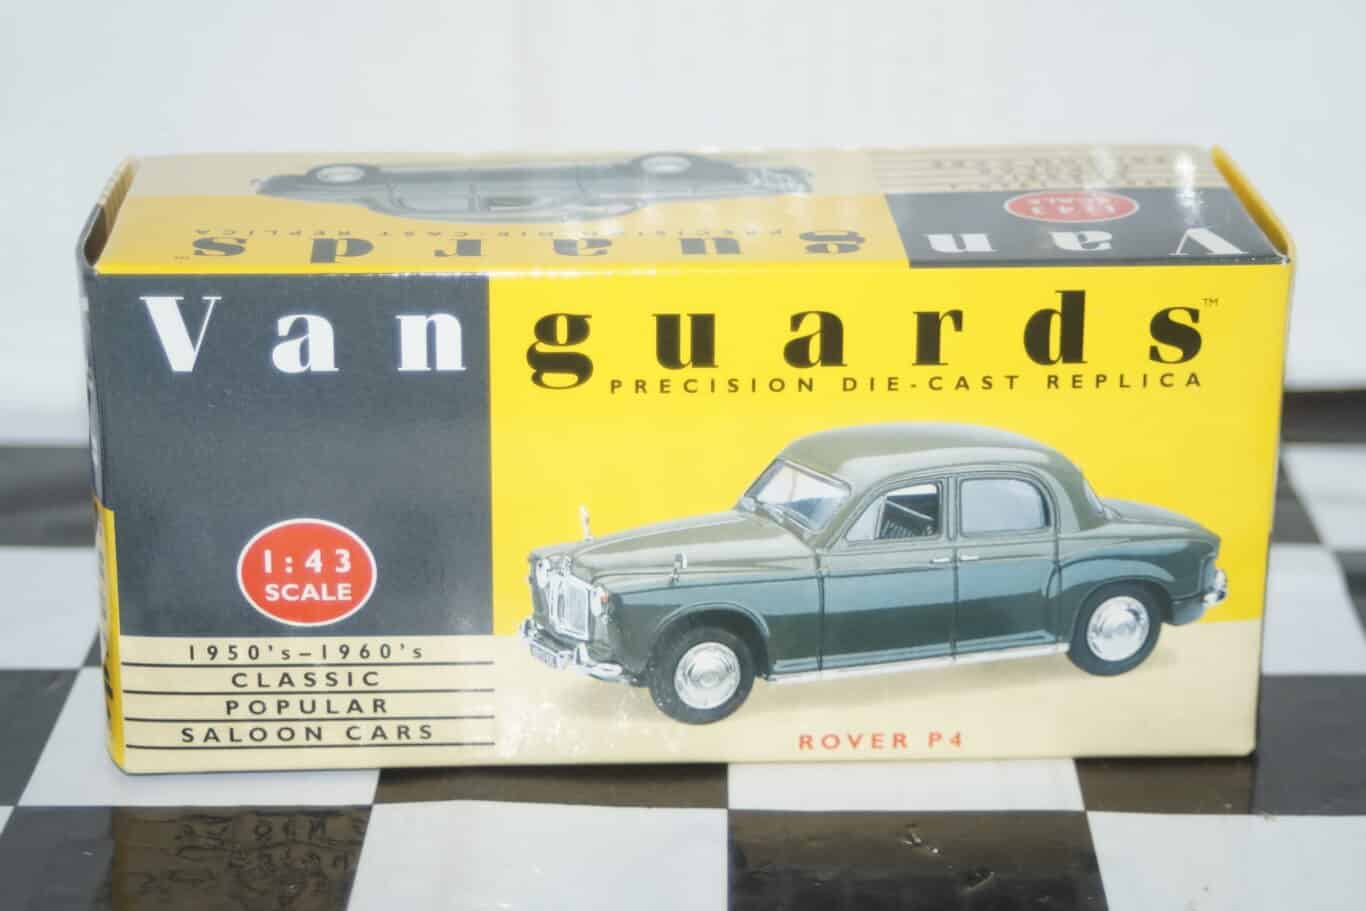 PRECISION DIE-CAST REPLICA
Vanguards™
1:43
SCALE
Vanguards™
PRECISION DIE-CAST REPLICA
1:43
SCALE
1950's–1960's
CLASSIC
POPULAR
SALOON CARS
ROVER P4